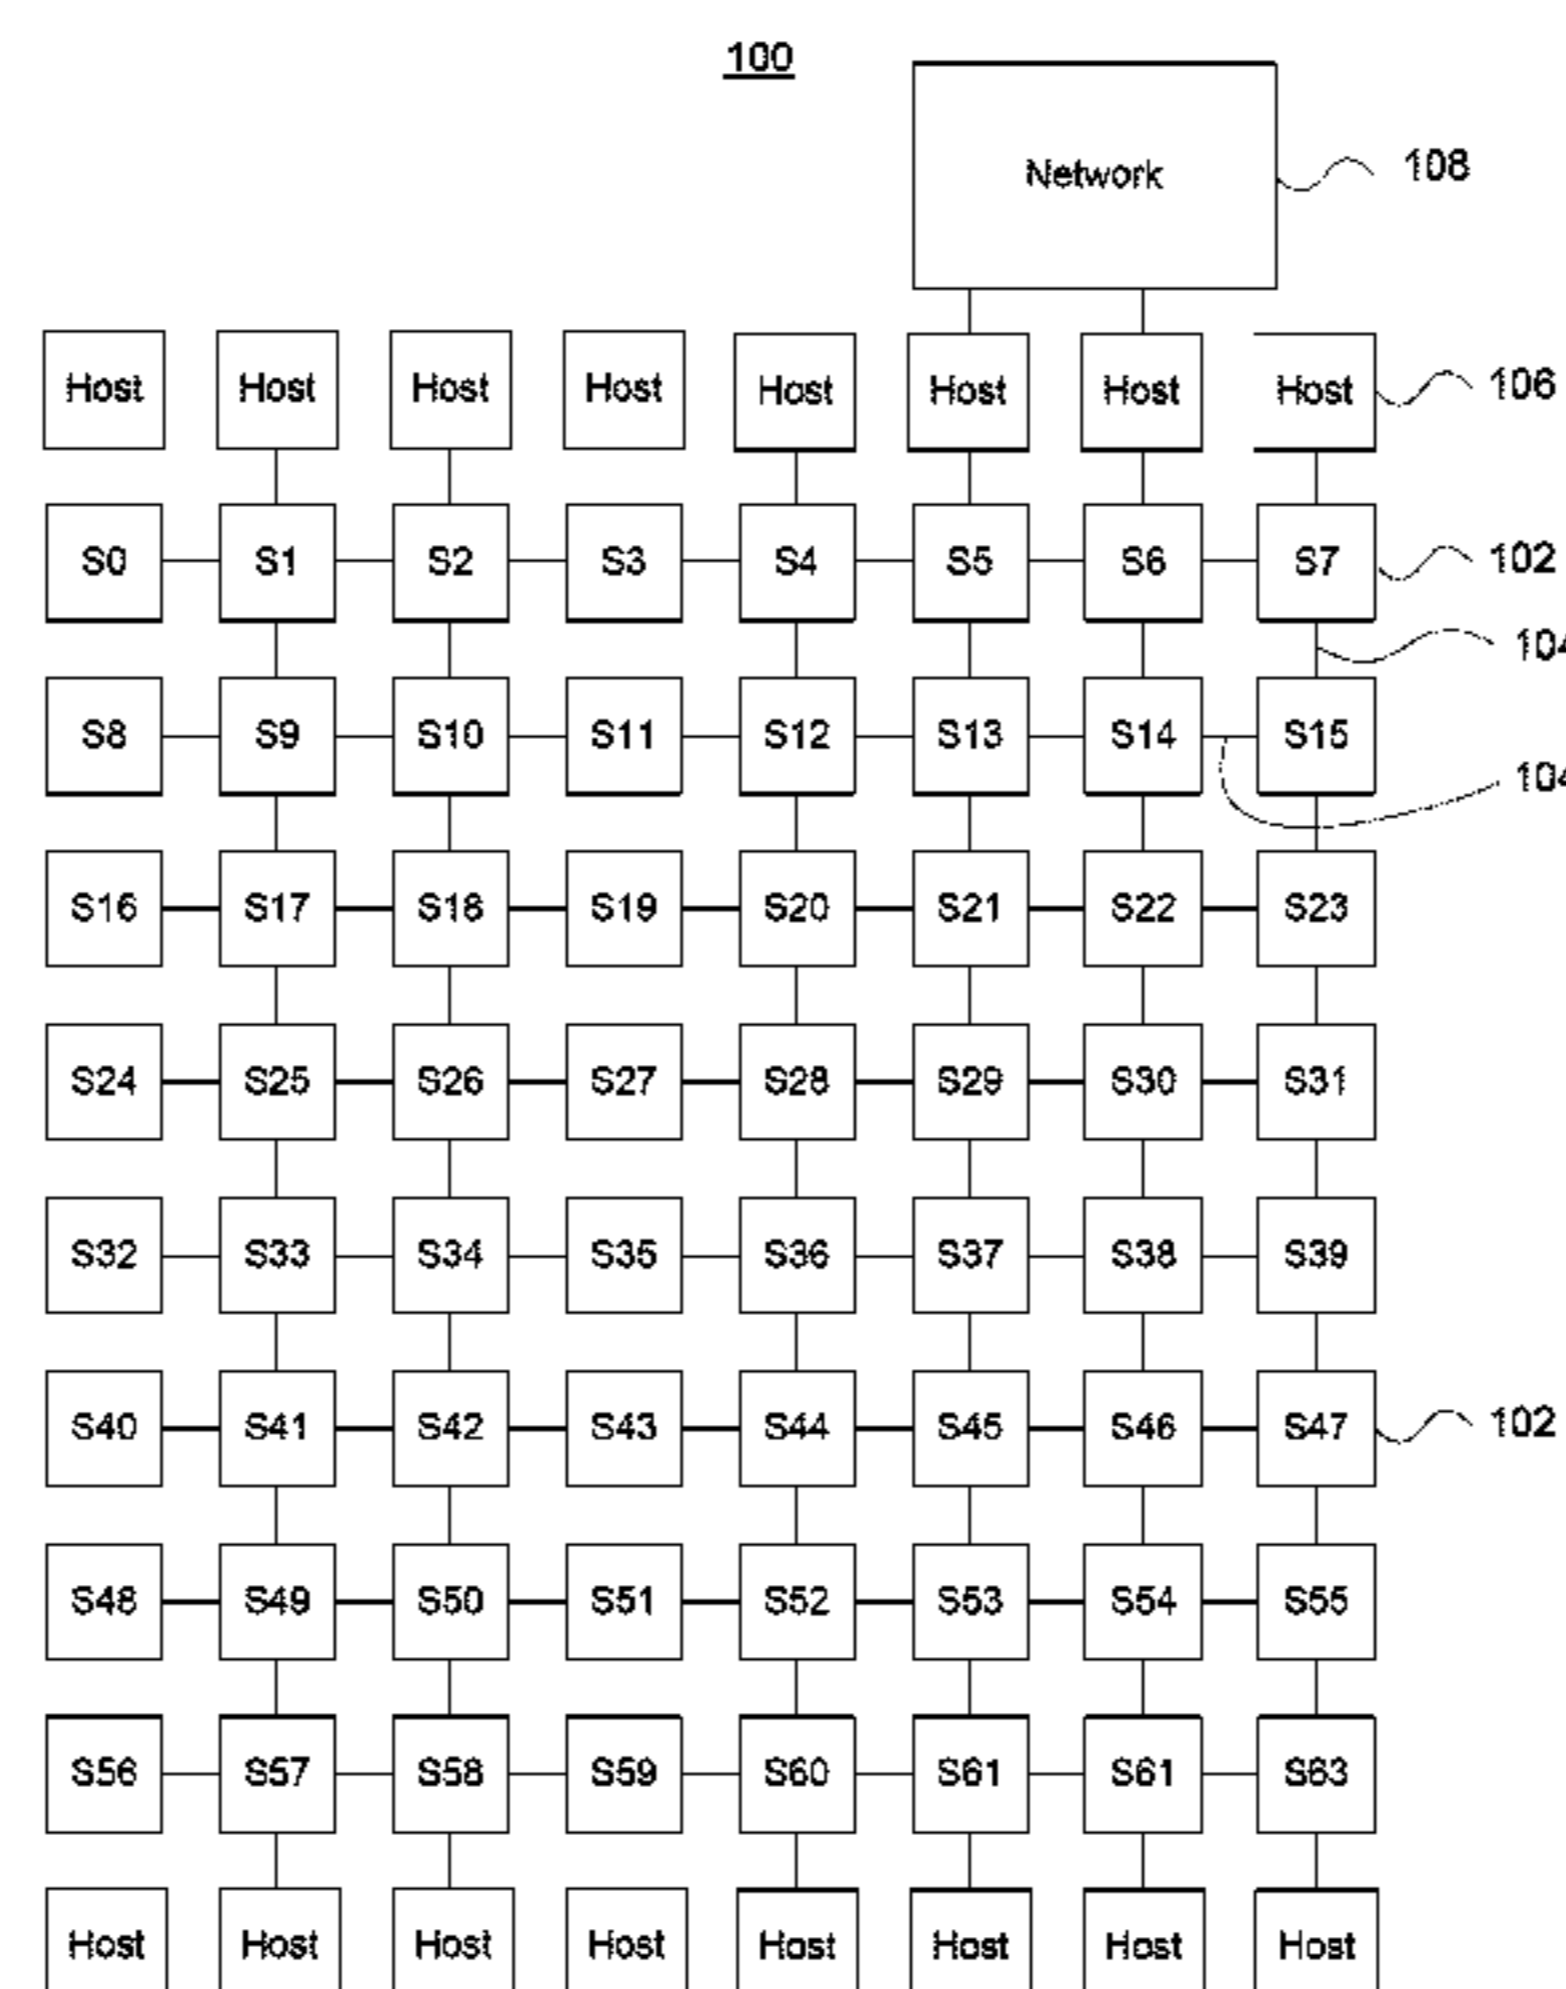 100
Network 108
Host Host Host Host Host Host Host Host 106
S0 S1 S2 S3 S4 S5 S6 S7 102
104
S8 S9 S10 S11 S12 S13 S14 S15
104
S16 S17 S18 S19 S20 S21 S22 S23
S24 S25 S26 S27 S28 S29 S30 S31
S32 S33 S34 S35 S36 S37 S38 S39
S40 S41 S42 S43 S44 S45 S46 S47 102
S48 S49 S50 S51 S52 S53 S54 S55
S56 S57 S58 S59 S60 S61 S61 S63
Host Host Host Host Host Host Host Host